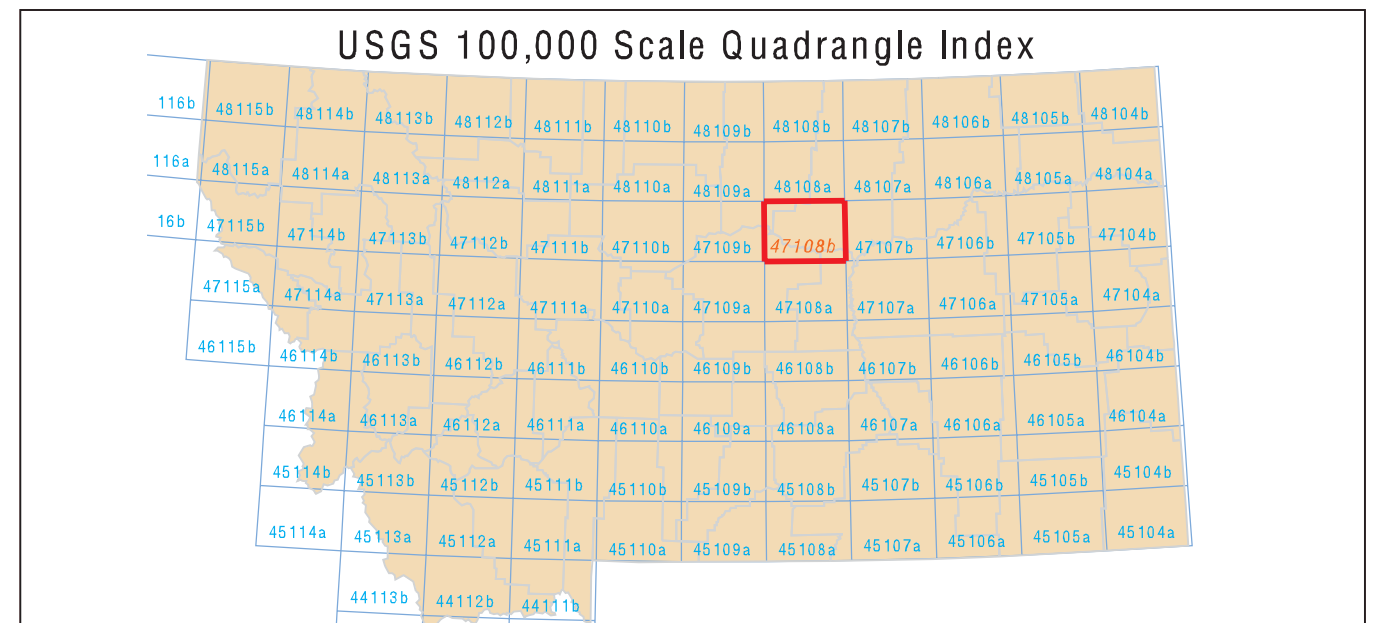 USGS 100,000 Scale Quadrangle Index
116b 48115b 48114b 48113b 48112b 48111b 48110b 48109b 48108b 48107b 48106b 48105b 48104b
116a 48115a 48114a 48113a 48112a 48111a 48110a 48109a 48108a 48107a 48106a 48105a 48104a
16b 47115b 47114b 47113b 47112b 47111b 47110b 47109b 47108b 47107b 47106b 47105b 47104b
47115a 47114a 47113a 47112a 47111a 47110a 47109a 47108a 47107a 47106a 47105a 47104a
46115b 46114b 46113b 46112b 46111b 46110b 46109b 46108b 46107b 46106b 46105b 46104b
46114a 46113a 46112a 46111a 46110a 46109a 46108a 46107a 46106a 46105a 46104a
45114b 45113b 45112b 45111b 45110b 45109b 45108b 45107b 45106b 45105b 45104b
45114a 45113a 45112a 45111a 45110a 45109a 45108a 45107a 45106a 45105a 45104a
44113b 44112b 44111b